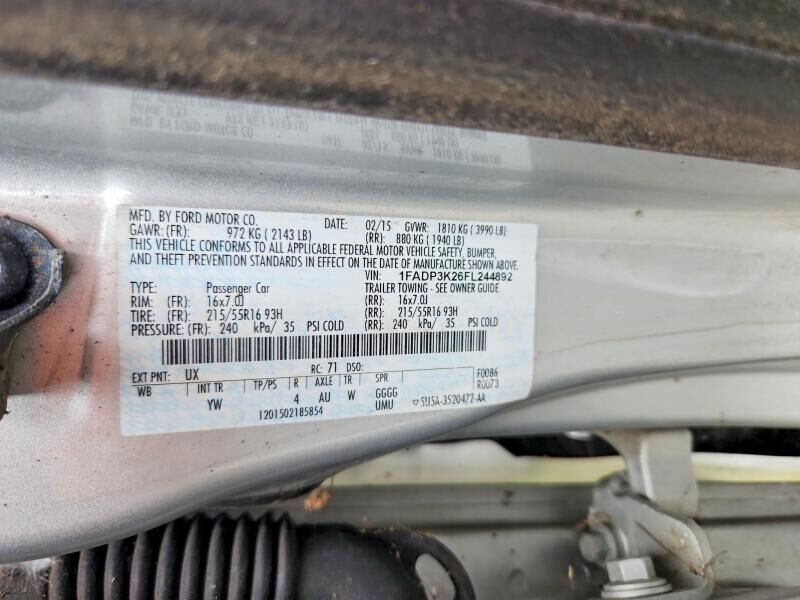 MFD. BY FORD MOTOR CO. DATE: 02/15 GVWR: 1810 KG ( 3990 LB)
GAWR: (FR): 972 KG ( 2143 LB) (RR): 880 KG ( 1940 LB)
THIS VEHICLE CONFORMS TO ALL APPLICABLE FEDERAL MOTOR VEHICLE SAFETY, BUMPER,
AND THEFT PREVENTION STANDARDS IN EFFECT ON THE DATE OF MANUFACTURE SHOWN ABOVE.
VIN: 1FADP3K26FL244892
TYPE: Passenger Car TRAILER TOWING - SEE OWNER GUIDE
RIM: (FR): 16x7.0J (RR): 16x7.0J
TIRE: (FR): 215/55R16 93H (RR): 215/55R16 93H
PRESSURE: (FR): 240 kPa/ 35 PSI COLD (RR): 240 kPa/ 35 PSI COLD
EXT PNT: UX RC: 71 DSO: F0086
WB INT TR TP/PS R AXLE TR SPR R0073
YW 4 AU W GGGG
UMU
1201502185854 ▽5U5A-3520472-AA